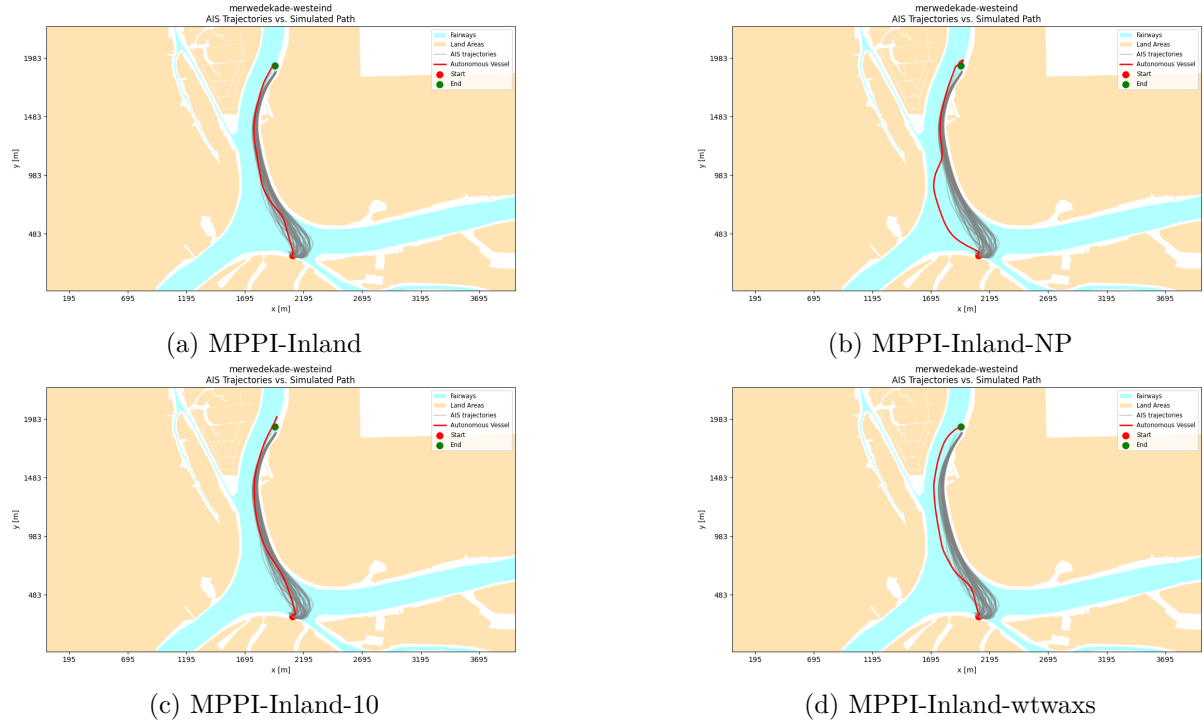 merwedekade-westeind
AIS Trajectories vs. Simulated Path
Fairways
Land Areas
AIS trajectories
Autonomous Vessel
Start
End
y [m]
1983
1483
983
483
195 695 1195 1695 2195 2695 3195 3695
x [m]
(a) MPPI-Inland
merwedekade-westeind
AIS Trajectories vs. Simulated Path
Fairways
Land Areas
AIS trajectories
Autonomous Vessel
Start
End
y [m]
1983
1483
983
483
195 695 1195 1695 2195 2695 3195 3695
x [m]
(b) MPPI-Inland-NP
merwedekade-westeind
AIS Trajectories vs. Simulated Path
Fairways
Land Areas
AIS trajectories
Autonomous Vessel
Start
End
y [m]
1983
1483
983
483
195 695 1195 1695 2195 2695 3195 3695
x [m]
(c) MPPI-Inland-10
merwedekade-westeind
AIS Trajectories vs. Simulated Path
Fairways
Land Areas
AIS trajectories
Autonomous Vessel
Start
End
y [m]
1983
1483
983
483
195 695 1195 1695 2195 2695 3195 3695
x [m]
(d) MPPI-Inland-wtwaxs